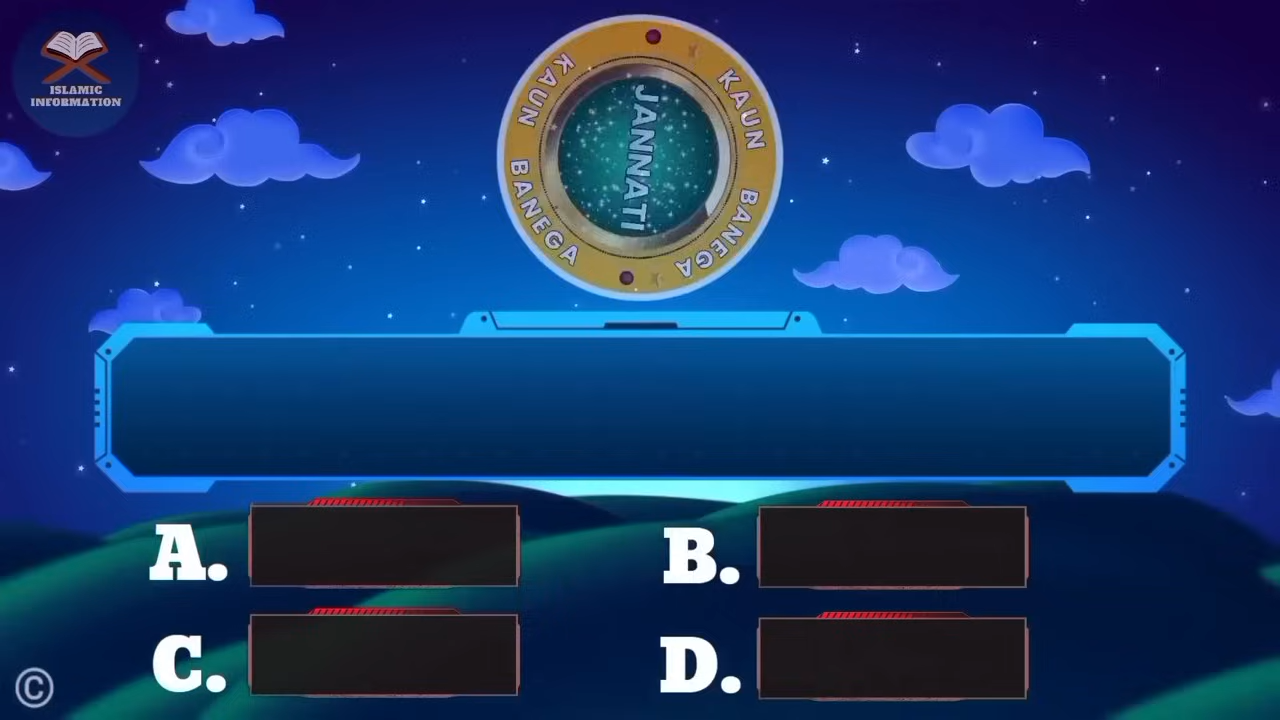 ISLAMIC
INFORMATION
KAUN
KAUN
JANNATI
BANEGA
BANEGA
A.
B.
C.
D.
©